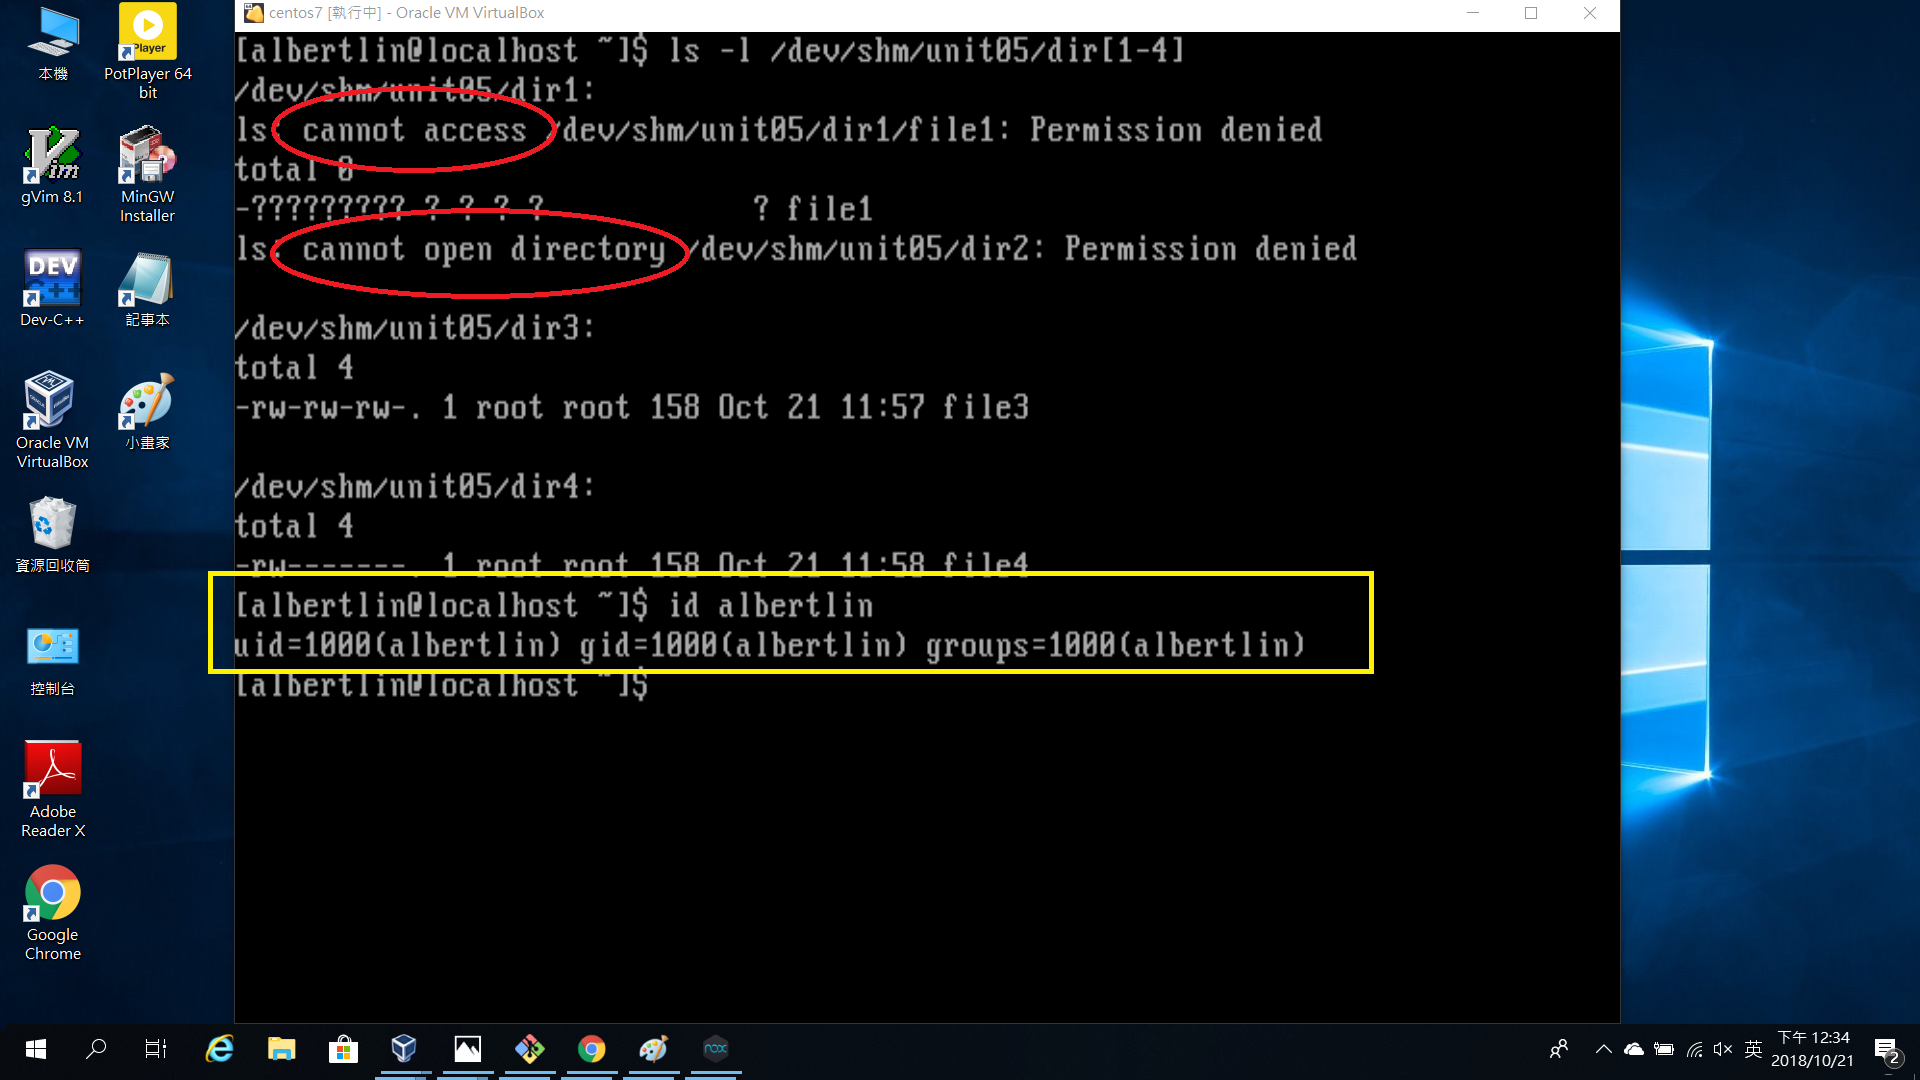 centos7 [執行中] - Oracle VM VirtualBox
[albertlin@localhost ~]$ ls -l /dev/shm/unit05/dir[1-4]
/dev/shm/unit05/dir1:
ls: cannot access /dev/shm/unit05/dir1/file1: Permission denied
total 0
-????????? ? ? ? ?            ? file1
ls: cannot open directory /dev/shm/unit05/dir2: Permission denied
/dev/shm/unit05/dir3:
total 4
-rw-rw-rw-. 1 root root 158 Oct 21 11:57 file3
/dev/shm/unit05/dir4:
total 4
-rw-------. 1 root root 158 Oct 21 11:58 file4
[albertlin@localhost ~]$ id albertlin
uid=1000(albertlin) gid=1000(albertlin) groups=1000(albertlin)
[albertlin@localhost ~]$
本機
PotPlayer 64
bit
Player
gVim 8.1
MinGW
Installer
DEV
C++
Dev-C++
記事本
Oracle VM
VirtualBox
小畫家
資源回收筒
控制台
Adobe
Reader X
Google
Chrome
nox
英
下午 12:34
2018/10/21
2